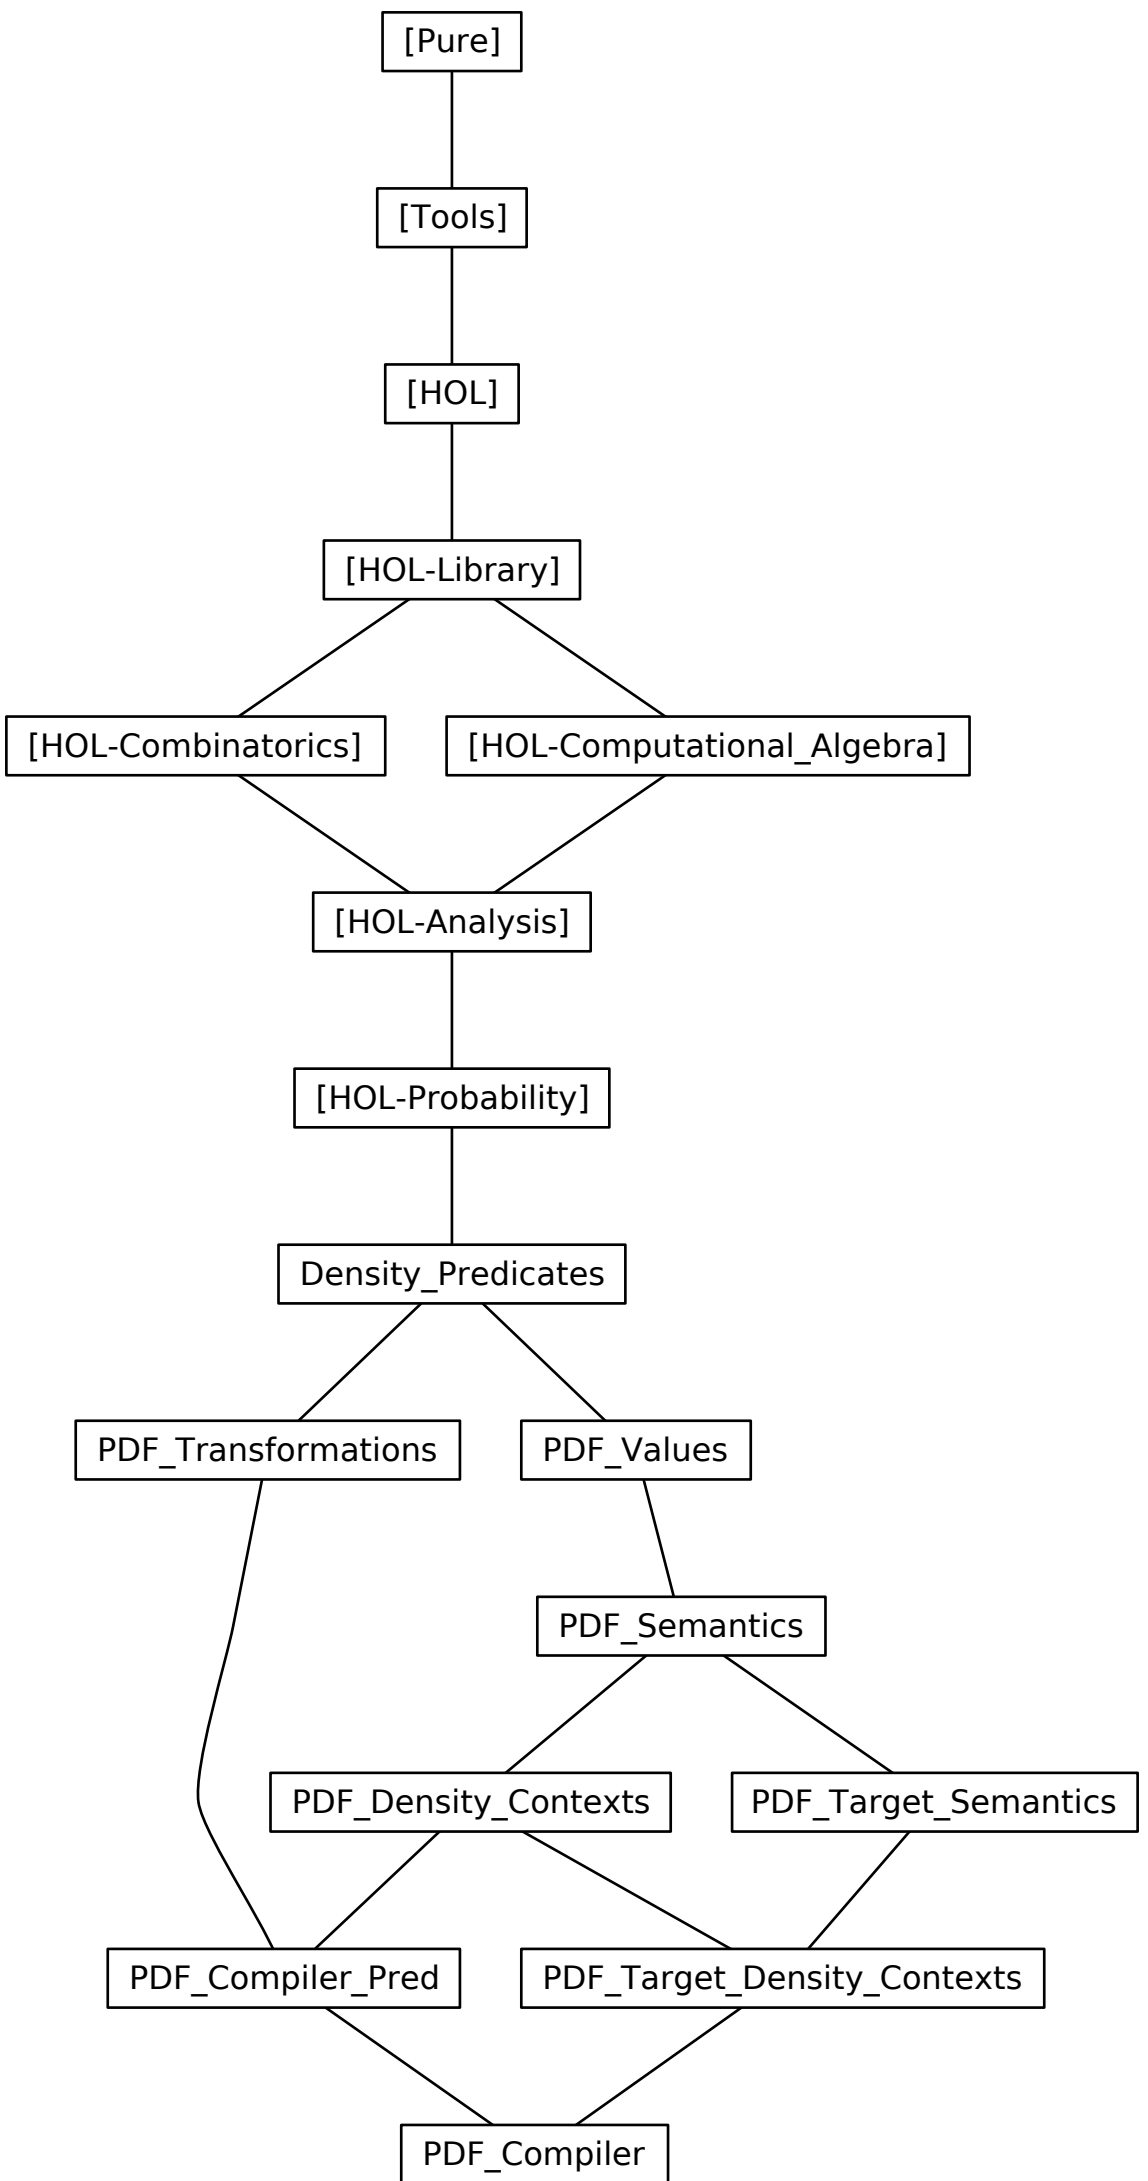 [Pure]
[Tools]
[HOL]
[HOL-Library]
[HOL-Combinatorics]
[HOL-Computational_Algebra]
[HOL-Analysis]
[HOL-Probability]
Density_Predicates
PDF_Transformations
PDF_Values
PDF_Semantics
PDF_Density_Contexts
PDF_Target_Semantics
PDF_Compiler_Pred
PDF_Target_Density_Contexts
PDF_Compiler